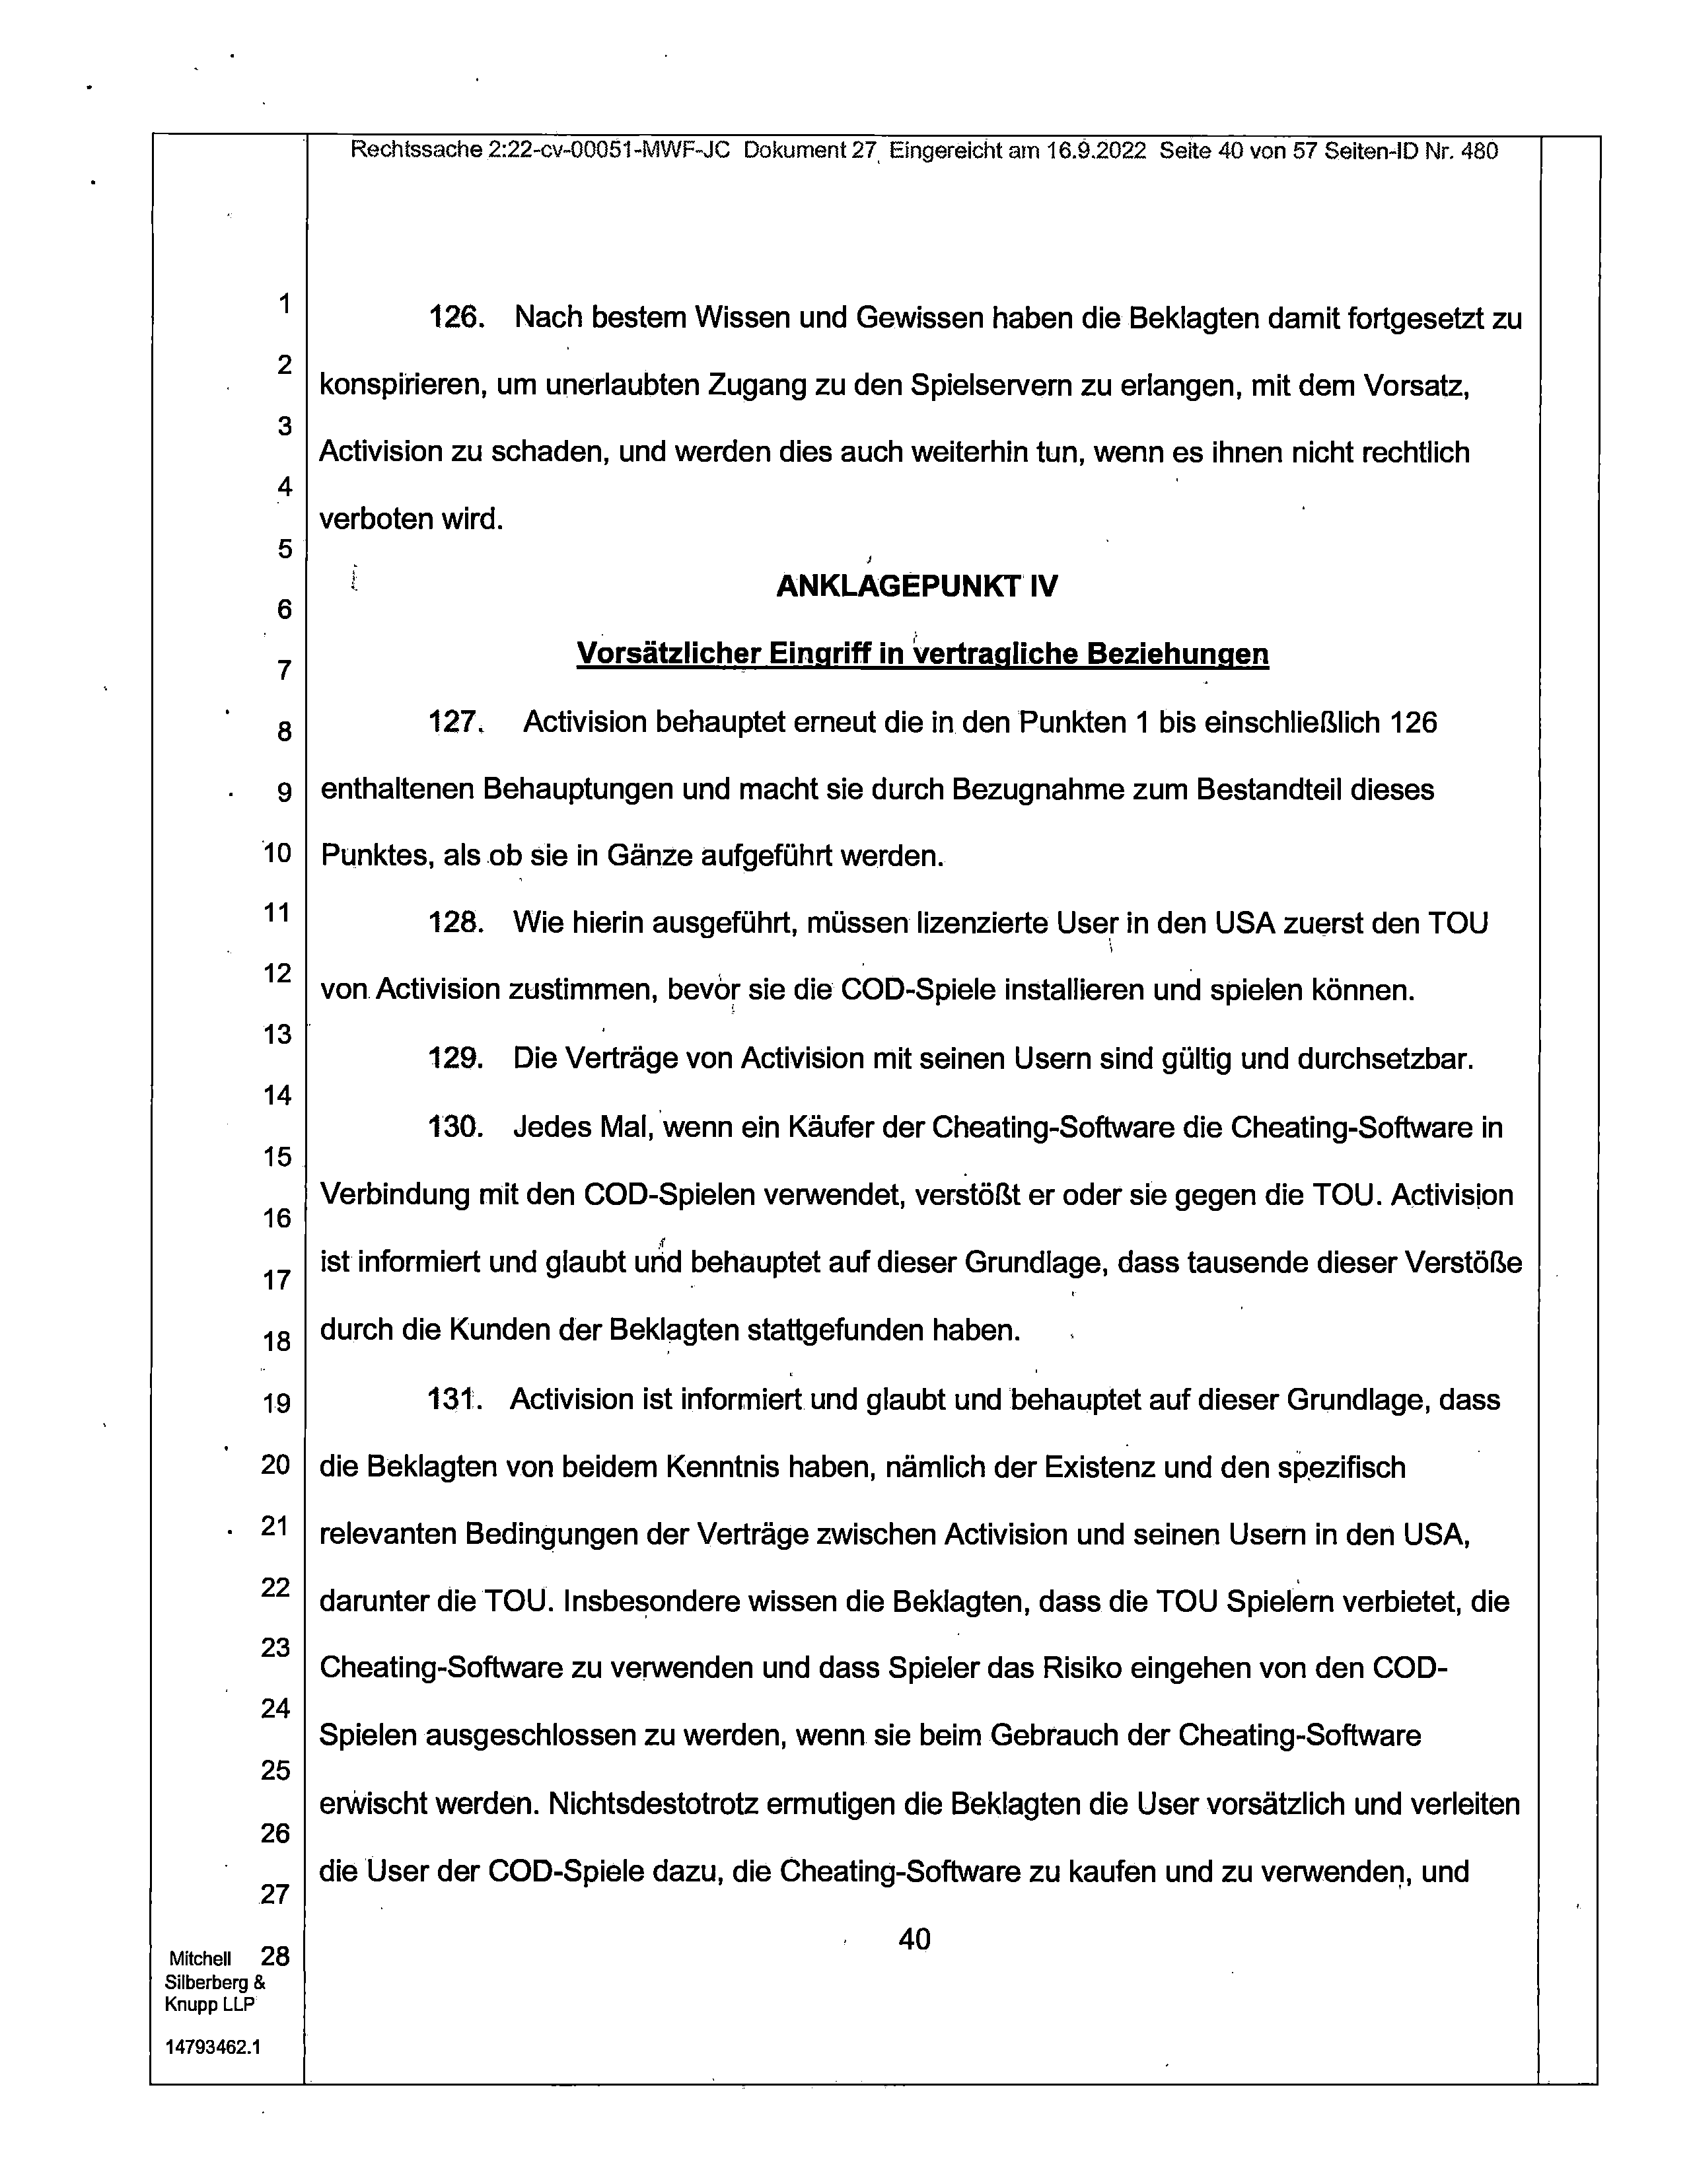 Rechtssache 2:22-cv-00051-MWF-JC Dokument 27 Eingereicht am 16.9.2022 Seite 40 von 57 Seiten-ID Nr. 480
1
126. Nach bestem Wissen und Gewissen haben die Beklagten damit fortgesetzt zu
2
konspirieren, um unerlaubten Zugang zu den Spielservern zu erlangen, mit dem Vorsatz,
3
Activision zu schaden, und werden dies auch weiterhin tun, wenn es ihnen nicht rechtlich
4
verboten wird.
5
ANKLAGEPUNKT IV
6
Vorsätzlicher Eingriff in vertragliche Beziehungen
7
127. Activision behauptet erneut die in den Punkten 1 bis einschließlich 126
8
enthaltenen Behauptungen und macht sie durch Bezugnahme zum Bestandteil dieses
9
Punktes, als ob sie in Gänze aufgeführt werden.
10
11
128. Wie hierin ausgeführt, müssen lizenzierte User in den USA zuerst den TOU
12
von Activision zustimmen, bevor sie die COD-Spiele installieren und spielen können.
13
129. Die Verträge von Activision mit seinen Usern sind gültig und durchsetzbar.
14
130. Jedes Mal, wenn ein Käufer der Cheating-Software die Cheating-Software in
15
Verbindung mit den COD-Spielen verwendet, verstößt er oder sie gegen die TOU. Activision
16
ist informiert und glaubt und behauptet auf dieser Grundlage, dass tausende dieser Verstöße
17
durch die Kunden der Beklagten stattgefunden haben.
18
19
131. Activision ist informiert und glaubt und behauptet auf dieser Grundlage, dass
20
die Beklagten von beidem Kenntnis haben, nämlich der Existenz und den spezifisch
21
relevanten Bedingungen der Verträge zwischen Activision und seinen Usern in den USA,
22
darunter die TOU. Insbesondere wissen die Beklagten, dass die TOU Spielern verbietet, die
23
Cheating-Software zu verwenden und dass Spieler das Risiko eingehen von den COD-
24
Spielen ausgeschlossen zu werden, wenn sie beim Gebrauch der Cheating-Software
25
erwischt werden. Nichtsdestotrotz ermutigen die Beklagten die User vorsätzlich und verleiten
26
die User der COD-Spiele dazu, die Cheating-Software zu kaufen und zu verwenden, und
27
40
28
Mitchell
Silberberg &
Knupp LLP
14793462.1